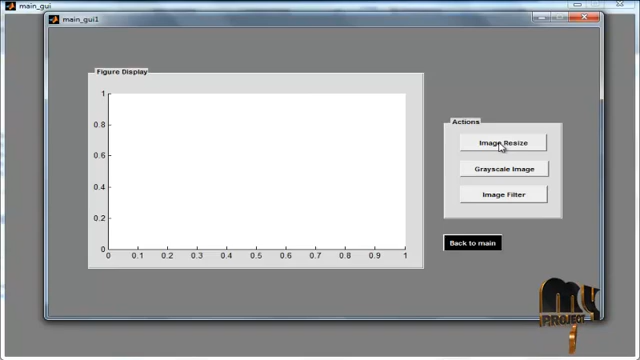 main_gui
main_gui1
Figure Display
1
0.8
0.6
0.4
0.2
0
0 0.1 0.2 0.3 0.4 0.5 0.6 0.7 0.8 0.9 1
Actions
Image Resize
Grayscale Image
Image Filter
Back to main
MY
PROJECT